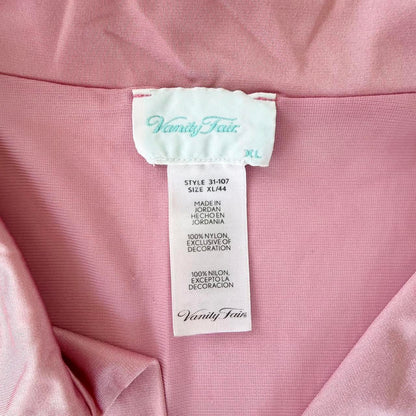 Vanity Fair
XL
STYLE 31-107
SIZE XL/44
MADE IN
JORDAN
HECHO EN
JORDANIA
100% NYLON,
EXCLUSIVE OF
DECORATION
100% NILON,
EXCEPTO LA
DECORACION
Vanity Fair